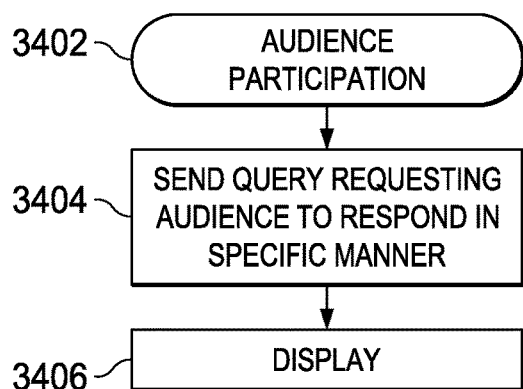 3402
AUDIENCE
PARTICIPATION
3404
SEND QUERY REQUESTING
AUDIENCE TO RESPOND IN
SPECIFIC MANNER
3406
DISPLAY